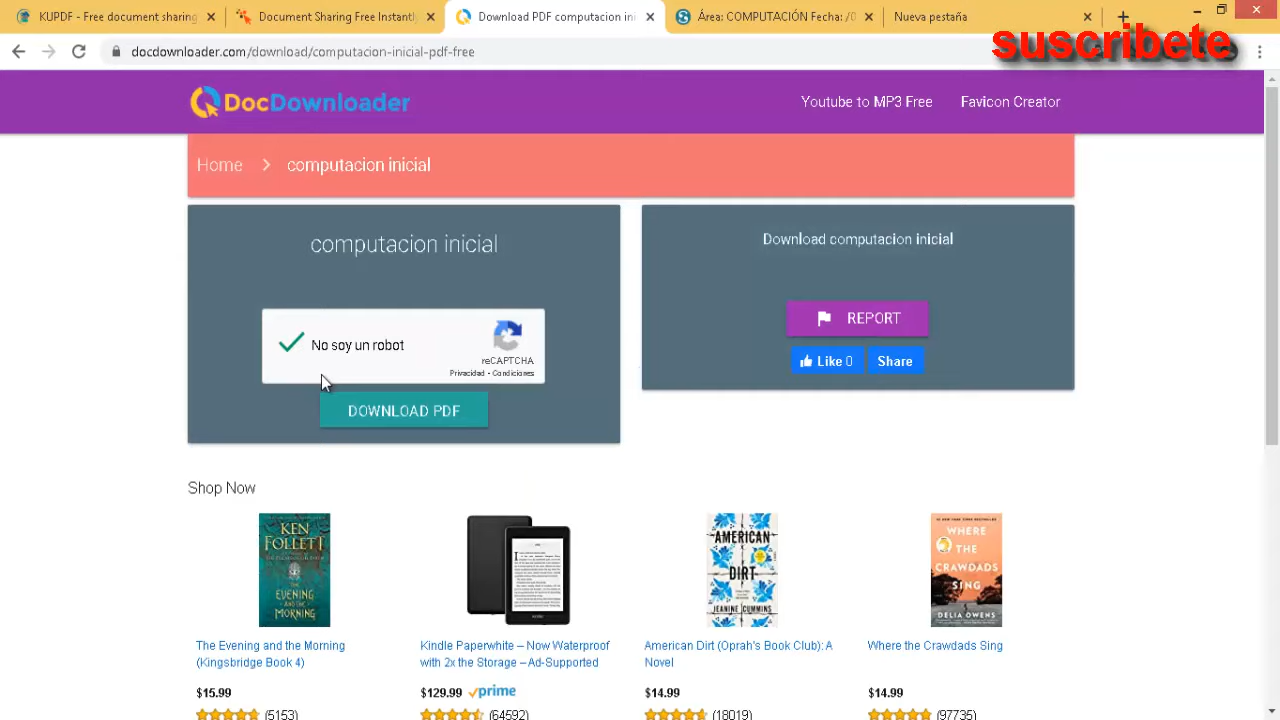 KUPDF - Free document sharing
Document Sharing Free Instantly
Download PDF computacion ini
Área: COMPUTACIÓN Fecha: /0
Nueva pestaña
docdownloader.com/download/computacion-inicial-pdf-free
suscribete
DocDownloader
Youtube to MP3 Free
Favicon Creator
Home
computacion inicial
computacion inicial
Download computacion inicial
No soy un robot
reCAPTCHA
Privacidad - Condiciones
DOWNLOAD PDF
REPORT
Like 0
Share
Shop Now
KEN FOLLETT
THE EVENING AND THE MORNING
AMERICAN DIRT
JEANINE CUMMINS
WHERE THE CRAWDADS SING
DELIA OWENS
The Evening and the Morning
(Kingsbridge Book 4)
$15.99
(5153)
Kindle Paperwhite – Now Waterproof
with 2x the Storage – Ad-Supported
$129.99 prime
(64592)
American Dirt (Oprah's Book Club): A
Novel
$14.99
(18019)
Where the Crawdads Sing
$14.99
(97735)